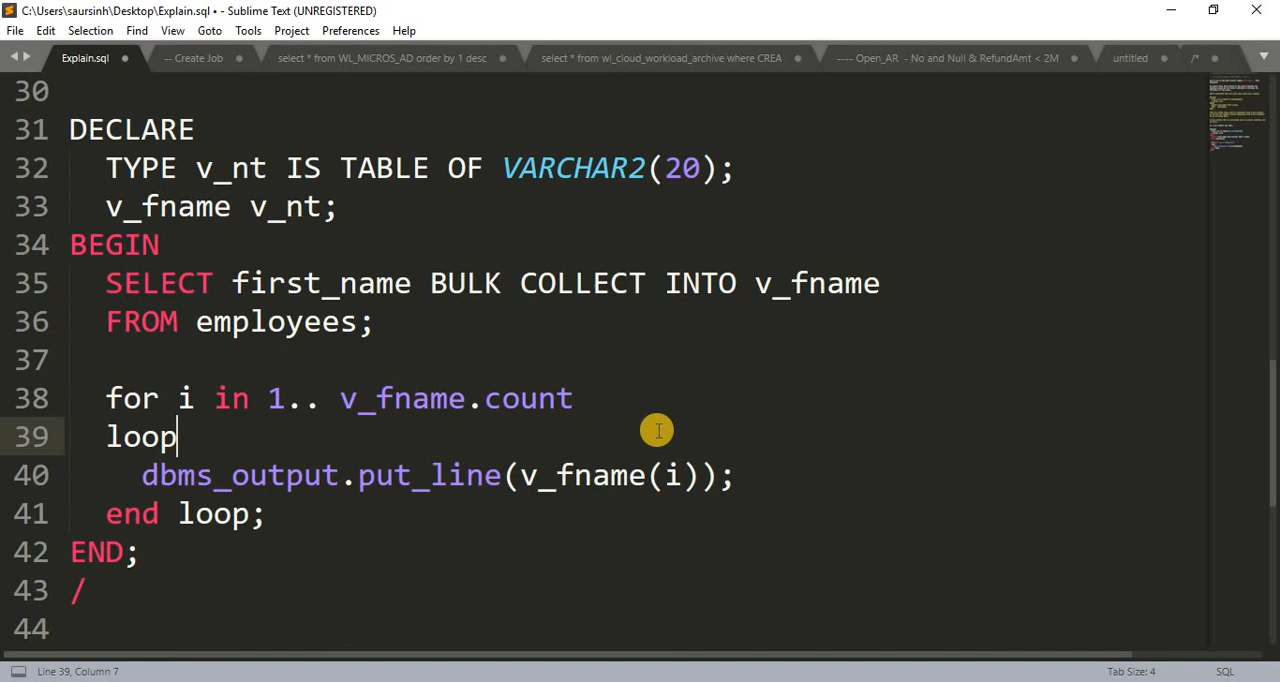 C:\Users\saursinh\Desktop\Explain.sql • - Sublime Text (UNREGISTERED)
File Edit Selection Find View Goto Tools Project Preferences Help
Explain.sql -- Create Job select * from WL_MICROS_AD order by 1 desc select * from wl_cloud_workload_archive where CREA ---- Open_AR - No and Null & RefundAmt < 2M untitled /*
30
31 DECLARE
32 TYPE v_nt IS TABLE OF VARCHAR2(20);
33 v_fname v_nt;
34 BEGIN
35 SELECT first_name BULK COLLECT INTO v_fname
36 FROM employees;
37
38 for i in 1.. v_fname.count
39 loop
40 dbms_output.put_line(v_fname(i));
41 end loop;
42 END;
43 /
44
Line 39, Column 7 Tab Size: 4 SQL